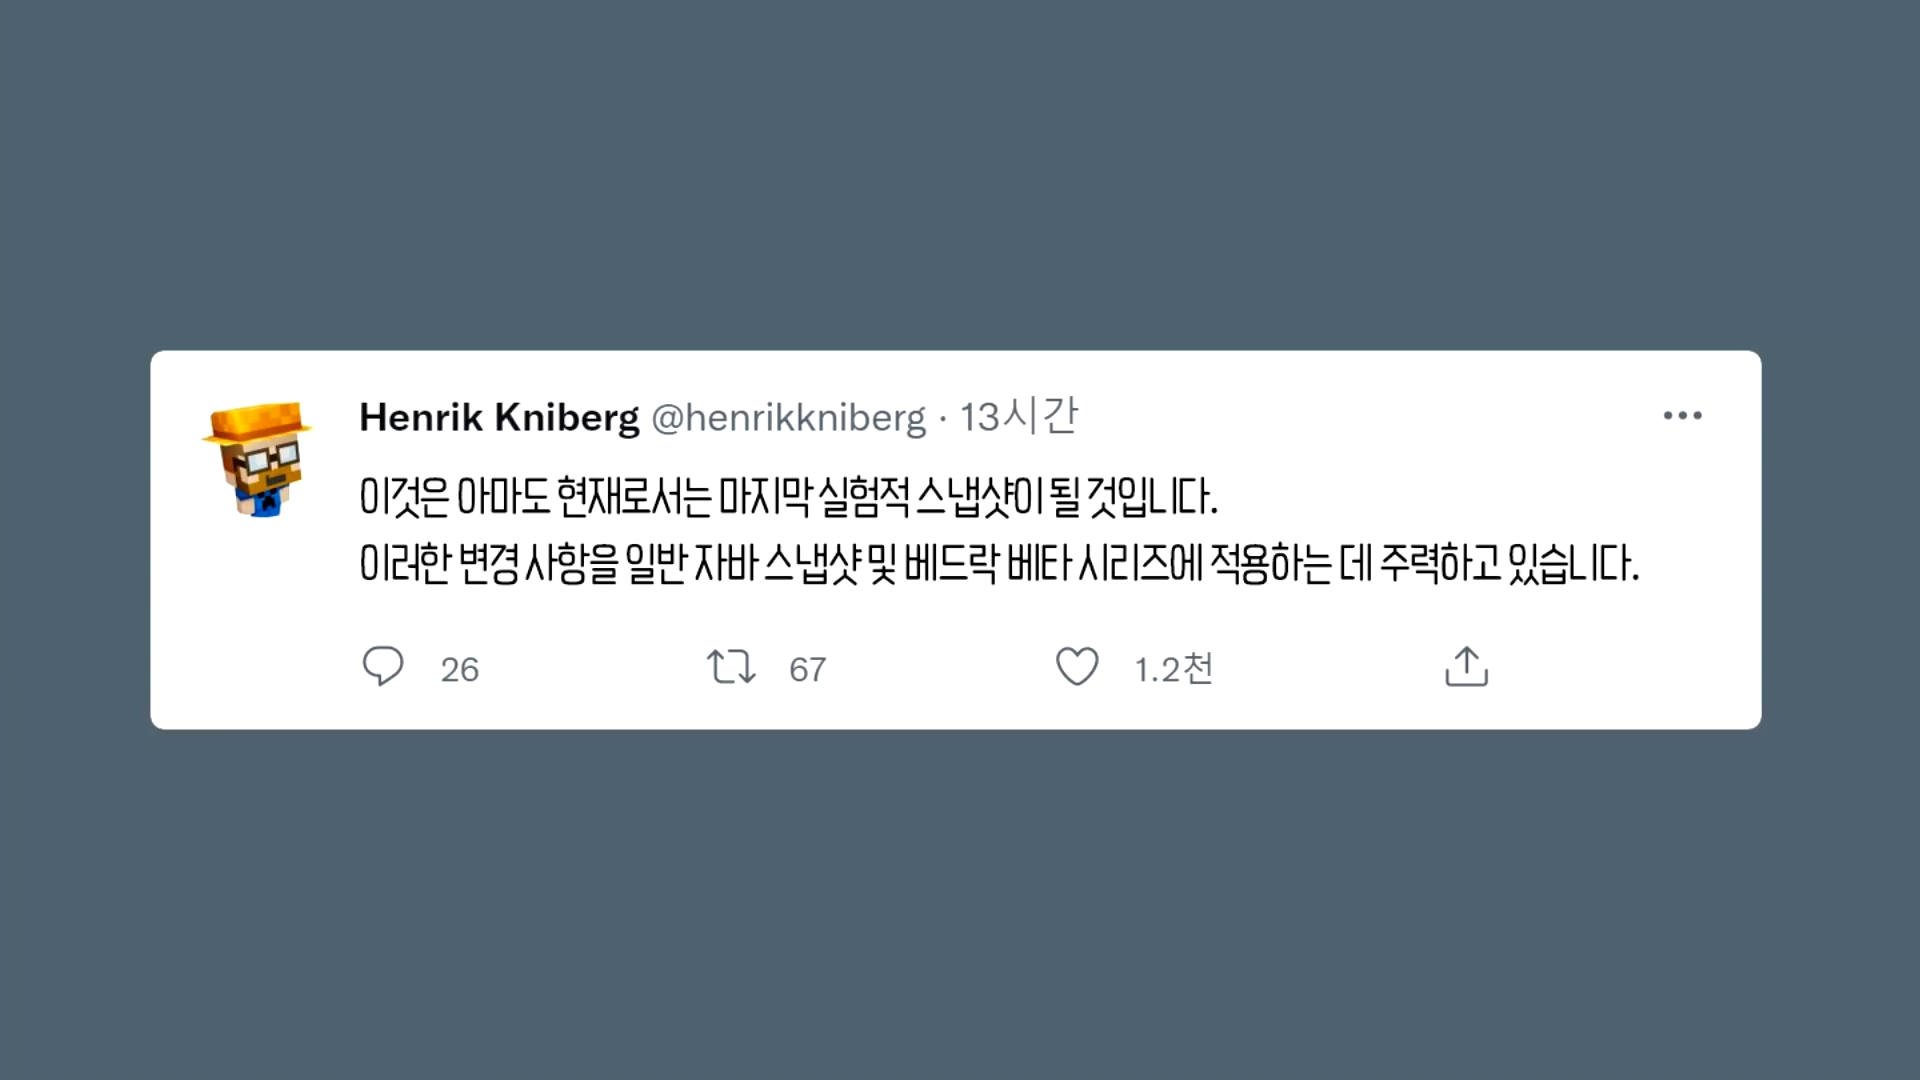 Henrik Kniberg @henrikkniberg · 13시간
이것은 아마도 현재로서는 마지막 실험적 스냅샷이 될 것입니다.
이러한 변경 사항을 일반 자바 스냅샷 및 베드락 베타 시리즈에 적용하는 데 주력하고 있습니다.
26 67 1.2천